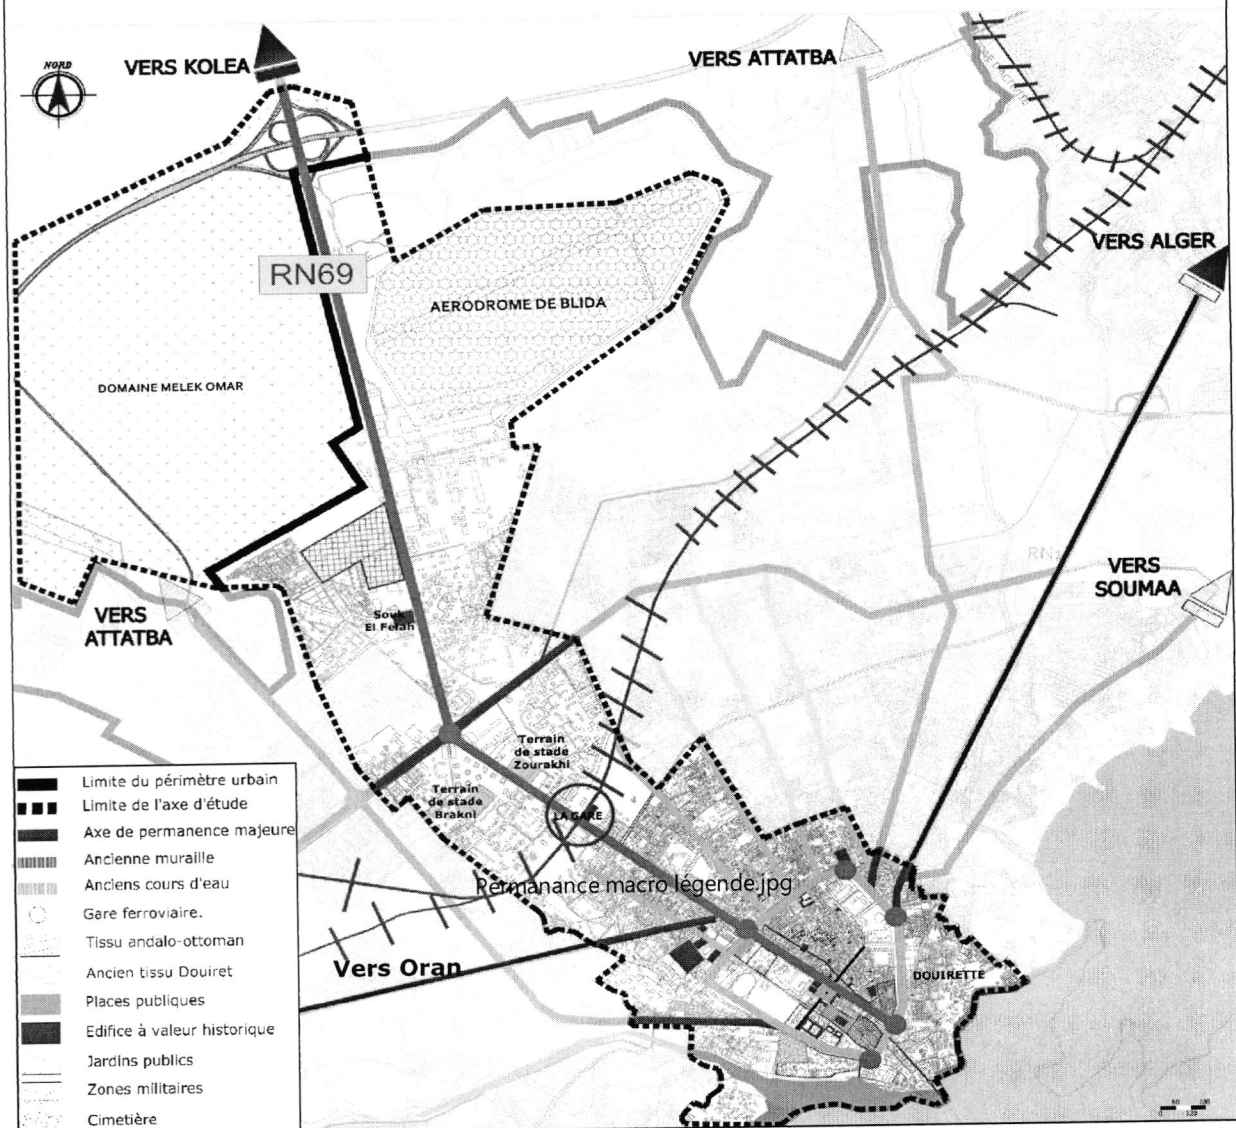 NORD
VERS KOLEA
VERS ATTATBA
VERS ALGER
RN69
AERODROME DE BLIDA
DOMAINE MELEK OMAR
VERS
SOUMAA
VERS
ATTATBA
Souk
El Felah
Terrain
de stade
Zourakhi
Terrain
de stade
Brakni
LA GARE
Permanance macro légende.jpg
Vers Oran
DOUIRETTE
Limite du périmètre urbain
Limite de l'axe d'étude
Axe de permanence majeure
Ancienne muraille
Anciens cours d'eau
Gare ferroviaire.
Tissu andalo-ottoman
Ancien tissu Douiret
Places publiques
Edifice à valeur historique
Jardins publics
Zones militaires
Cimetière